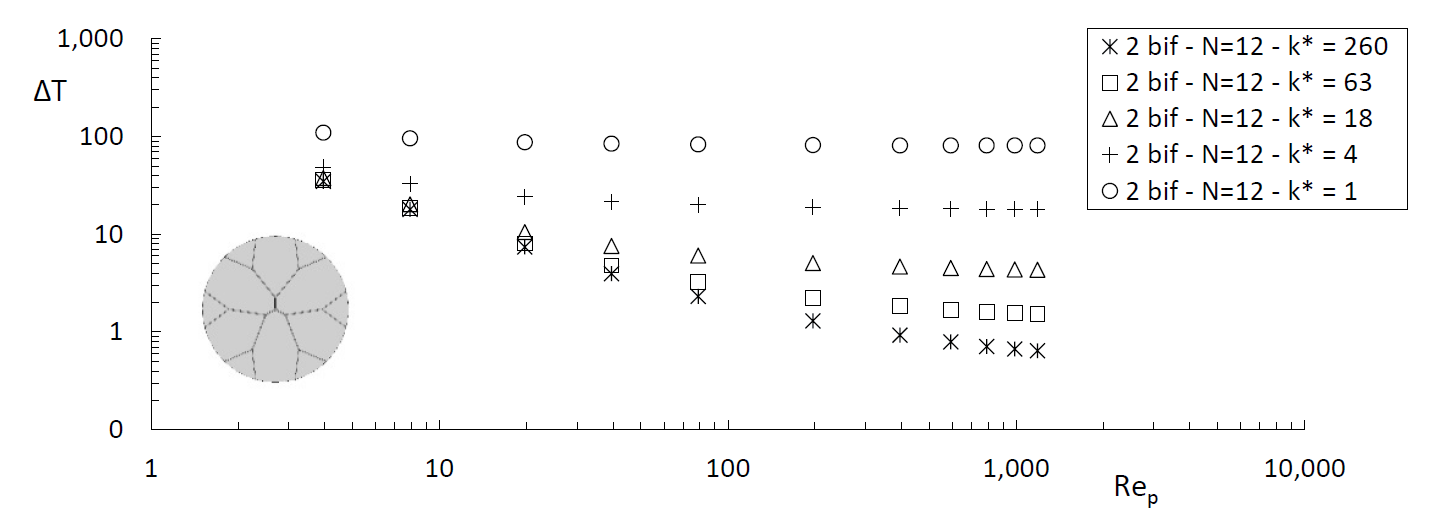 1,000
ΔT
100
10
1
0
1 10 100 1,000 10,000
Rep
2 bif - N=12 - k* = 260
2 bif - N=12 - k* = 63
2 bif - N=12 - k* = 18
2 bif - N=12 - k* = 4
2 bif - N=12 - k* = 1